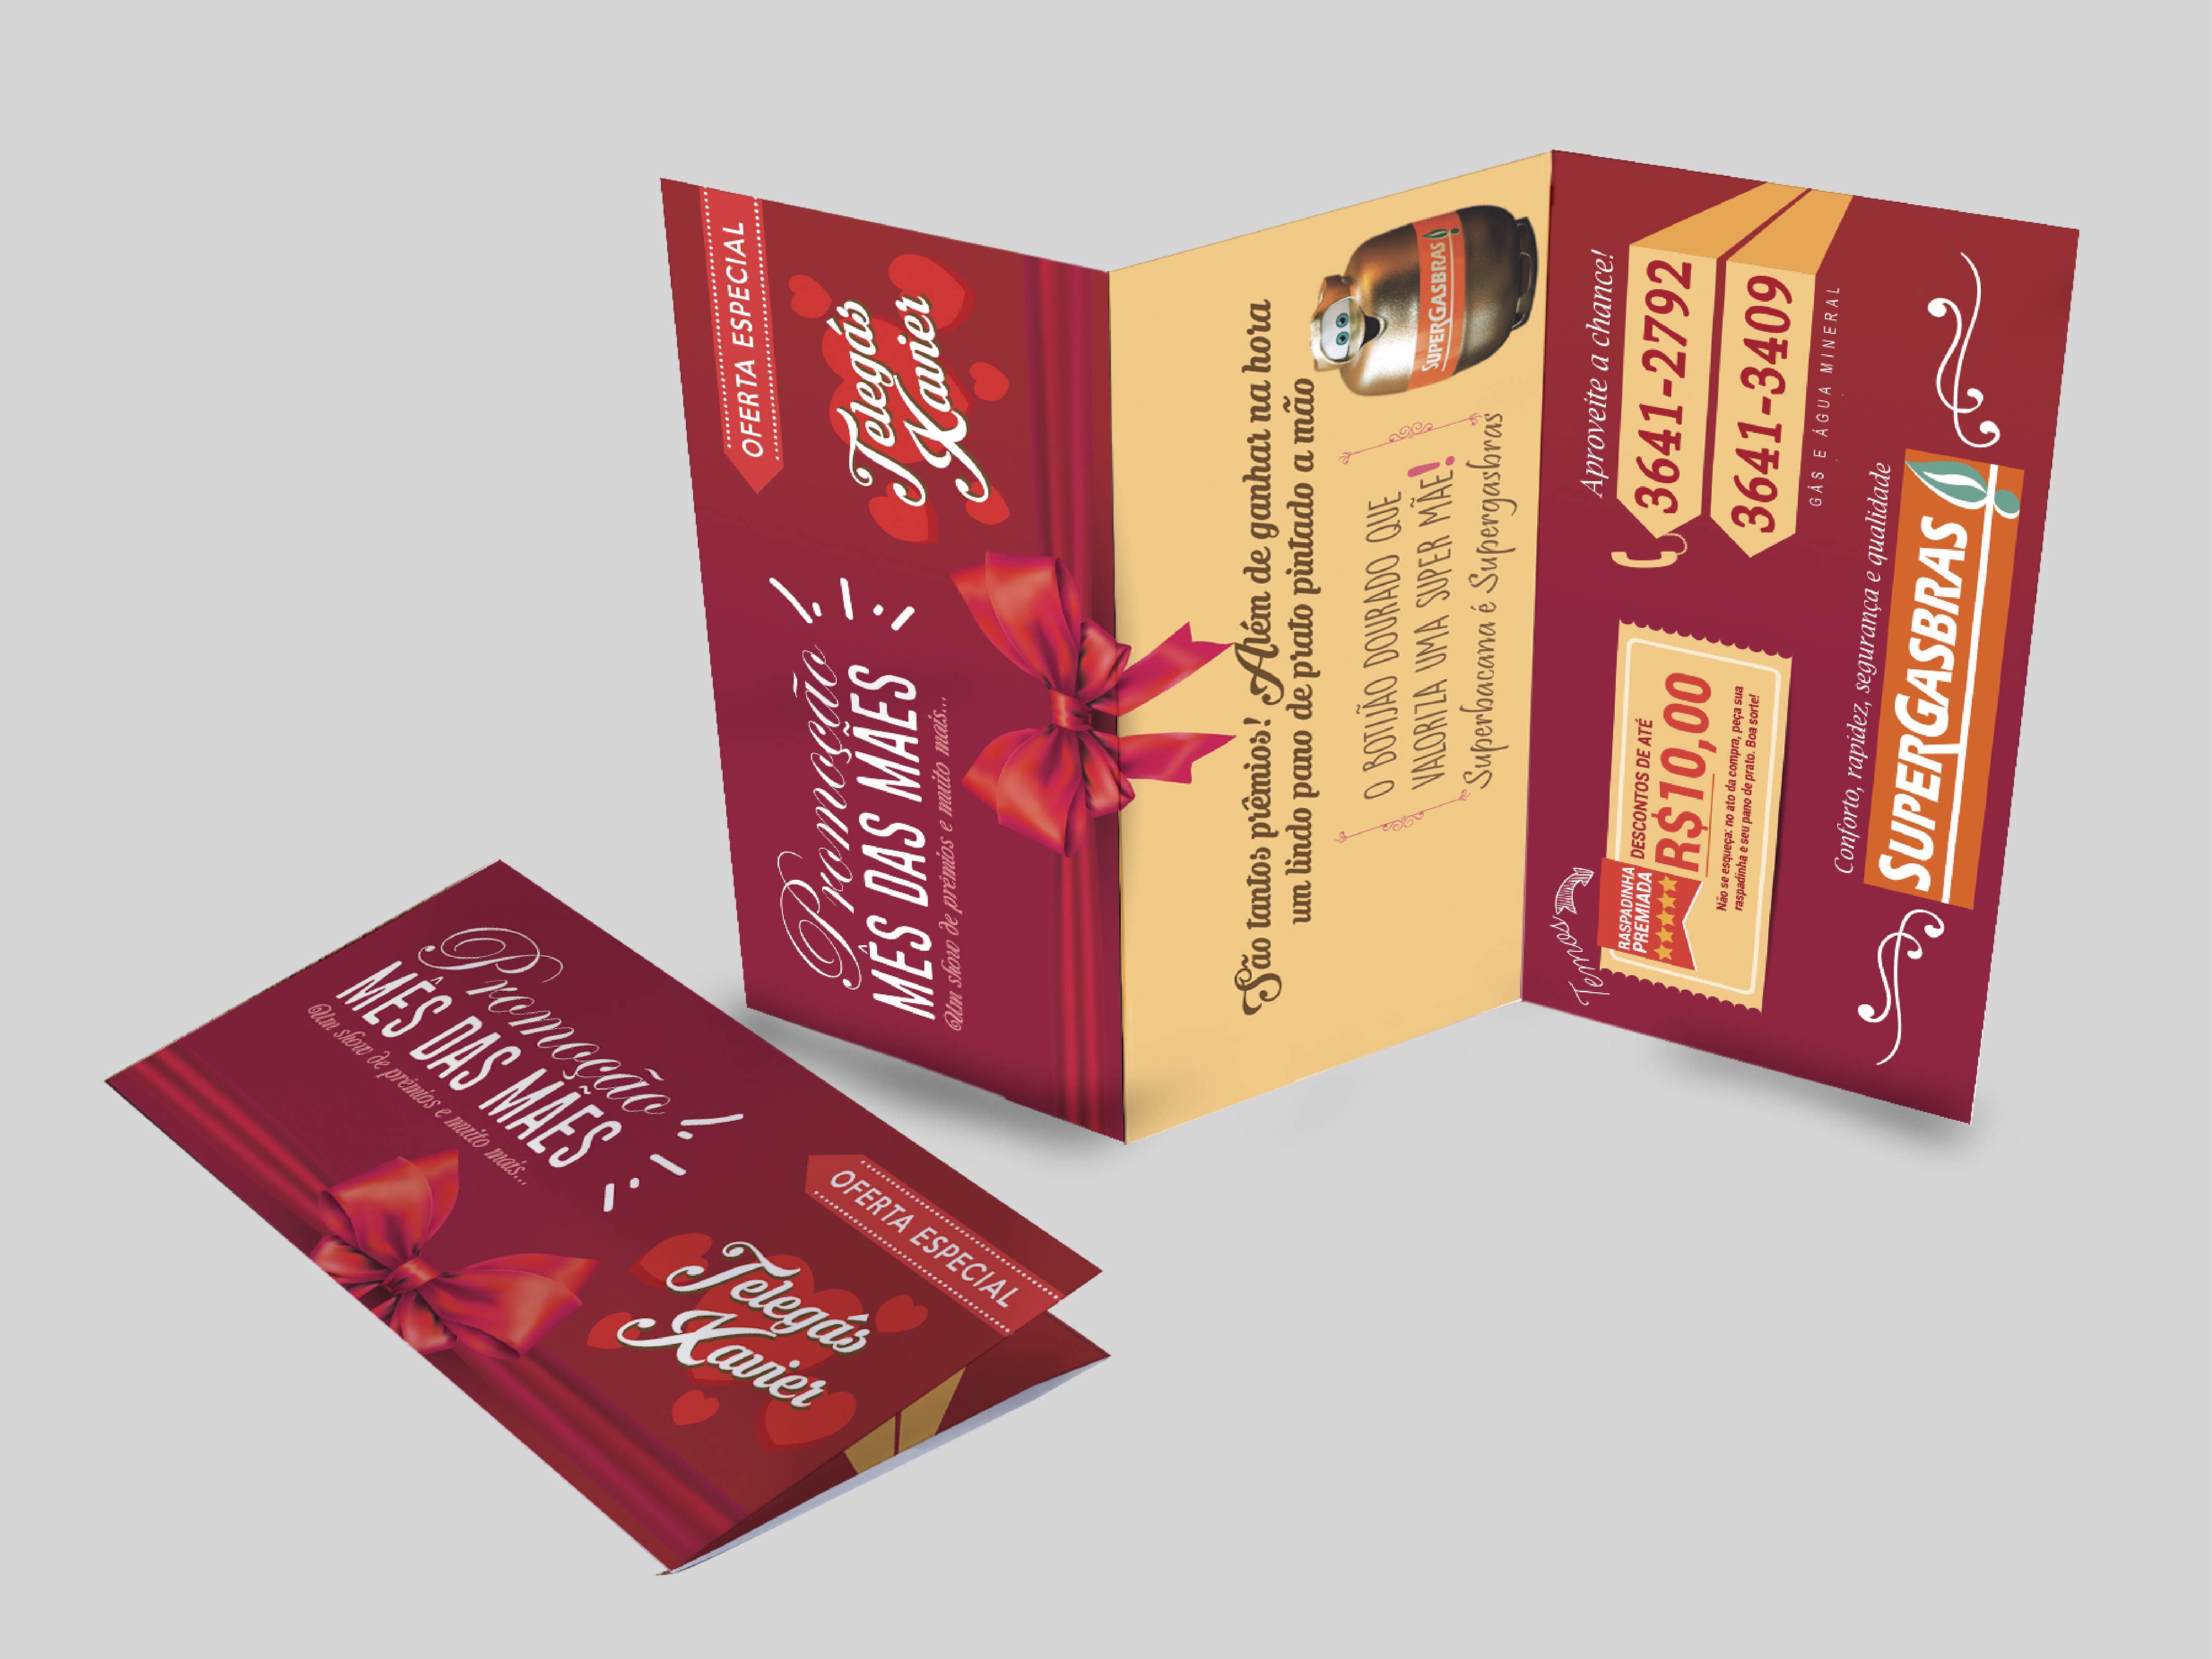 OFERTA ESPECIAL
Promoção
MÊS DAS MÃES
Um show de prêmios e muito mais...
Telegás
Xavier
São tantos prêmios! Além de ganhar na hora
um lindo pano de prato pintado a mão
O BOTIJÃO DOURADO QUE
VALORIZA UMA SUPER MÃE!
Superbacana é Supergasbras
SUPERGASBRAS
Temos
RASPADINHA
PREMIADA
DESCONTOS DE ATÉ
R$10,00
Não se esqueça: no ato da compra, peça sua
raspadinha e seu pano de prato. Boa sorte!
Aproveite a chance!
3641-2792
3641-3409
GÁS E ÁGUA MINERAL
Conforto, rapidez, segurança e qualidade
SUPERGASBRAS
Promoção
MÊS DAS MÃES
Um show de prêmios e muito mais...
OFERTA ESPECIAL
Telegás
Xavier